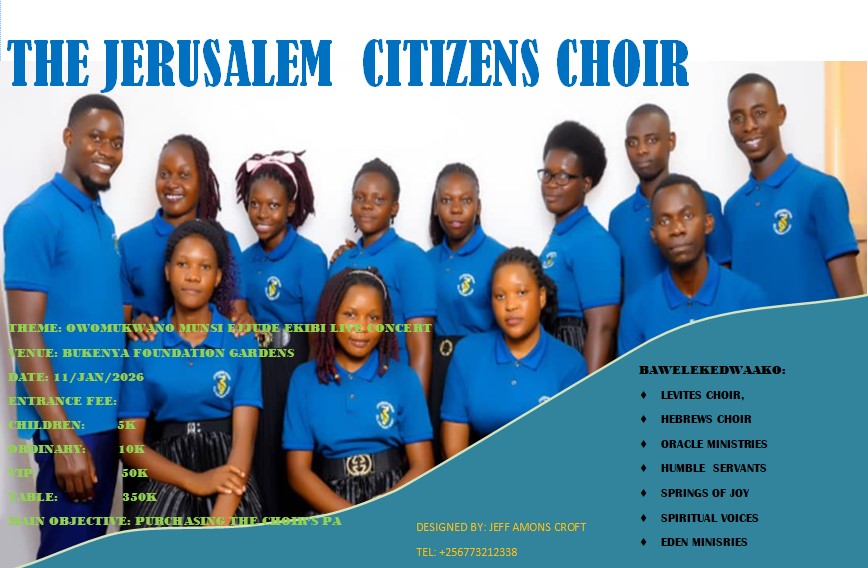 THE JERUSALEM CITIZENS CHOIR
THEME: OWOMUKWANO MUNSI EJJUDE EKIBI LIVE CONCERT
VENUE: BUKENYA FOUNDATION GARDENS
DATE: 11/JAN/2026
ENTRANCE FEE:
CHILDREN: 5K
ORDINARY: 10K
VIP: 50K
TABLE: 350K
MAIN OBJECTIVE: PURCHASING THE CHOIR'S PA
BAWELEKEDWAAKO:
♦ LEVITES CHOIR,
♦ HEBREWS CHOIR
♦ ORACLE MINISTRIES
♦ HUMBLE SERVANTS
♦ SPRINGS OF JOY
♦ SPIRITUAL VOICES
♦ EDEN MINISRIES
DESIGNED BY: JEFF AMONS CROFT
TEL: +256773212338